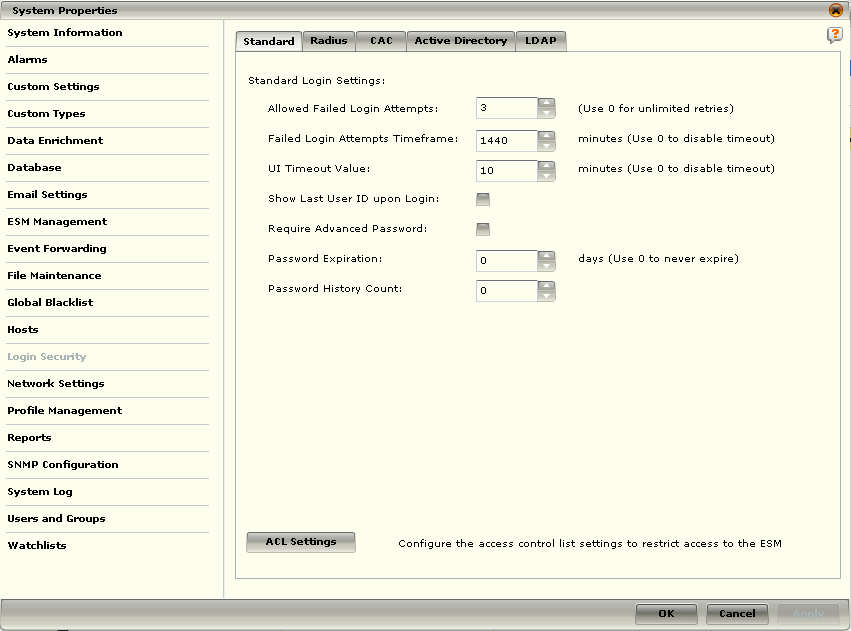 System Properties
System Information
Alarms
Custom Settings
Custom Types
Data Enrichment
Database
Email Settings
ESM Management
Event Forwarding
File Maintenance
Global Blacklist
Hosts
Login Security
Network Settings
Profile Management
Reports
SNMP Configuration
System Log
Users and Groups
Watchlists
Standard Radius CAC Active Directory LDAP
?
Standard Login Settings:
Allowed Failed Login Attempts: 3 (Use 0 for unlimited retries)
Failed Login Attempts Timeframe: 1440 minutes (Use 0 to disable timeout)
UI Timeout Value: 10 minutes (Use 0 to disable timeout)
Show Last User ID upon Login:
Require Advanced Password:
Password Expiration: 0 days (Use 0 to never expire)
Password History Count: 0
ACL Settings Configure the access control list settings to restrict access to the ESM
OK Cancel Apply